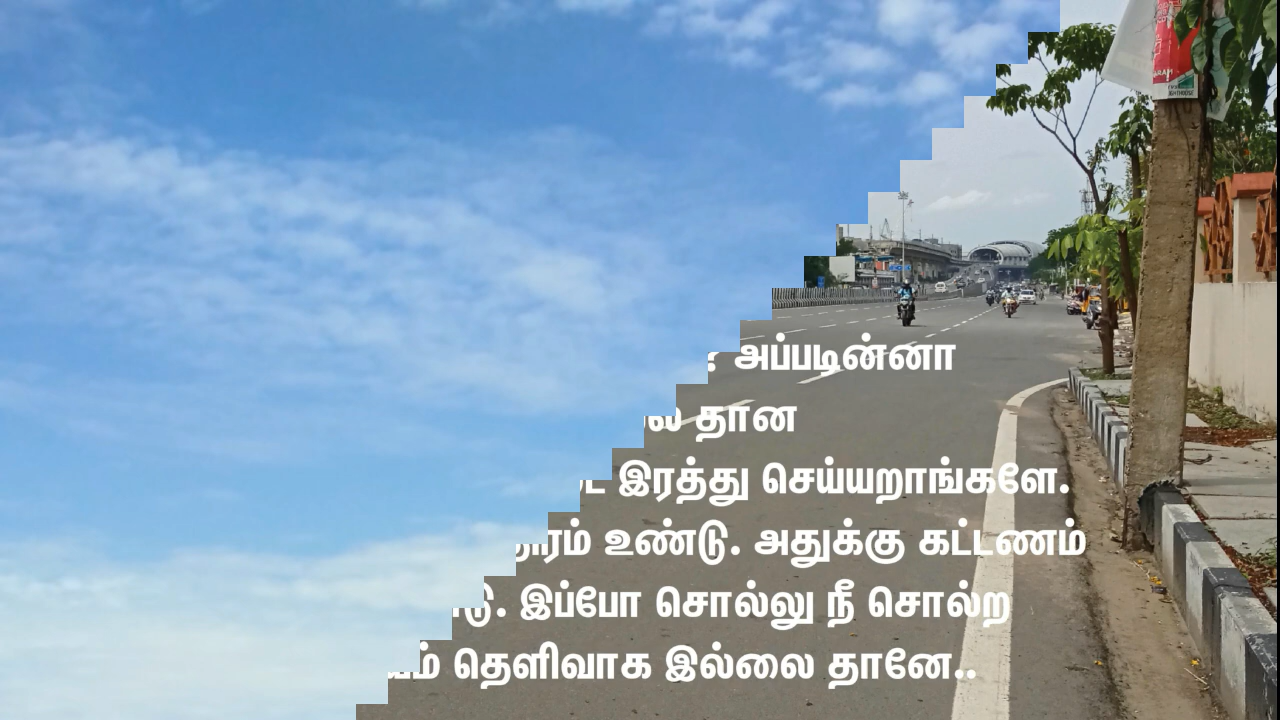 அப்படின்னா
தான
இரத்து செய்யறாங்களே.
உண்டு. அதுக்கு கட்டணம்
இப்போ சொல்லு நீ சொல்ற
தெளிவாக இல்லை தானே..